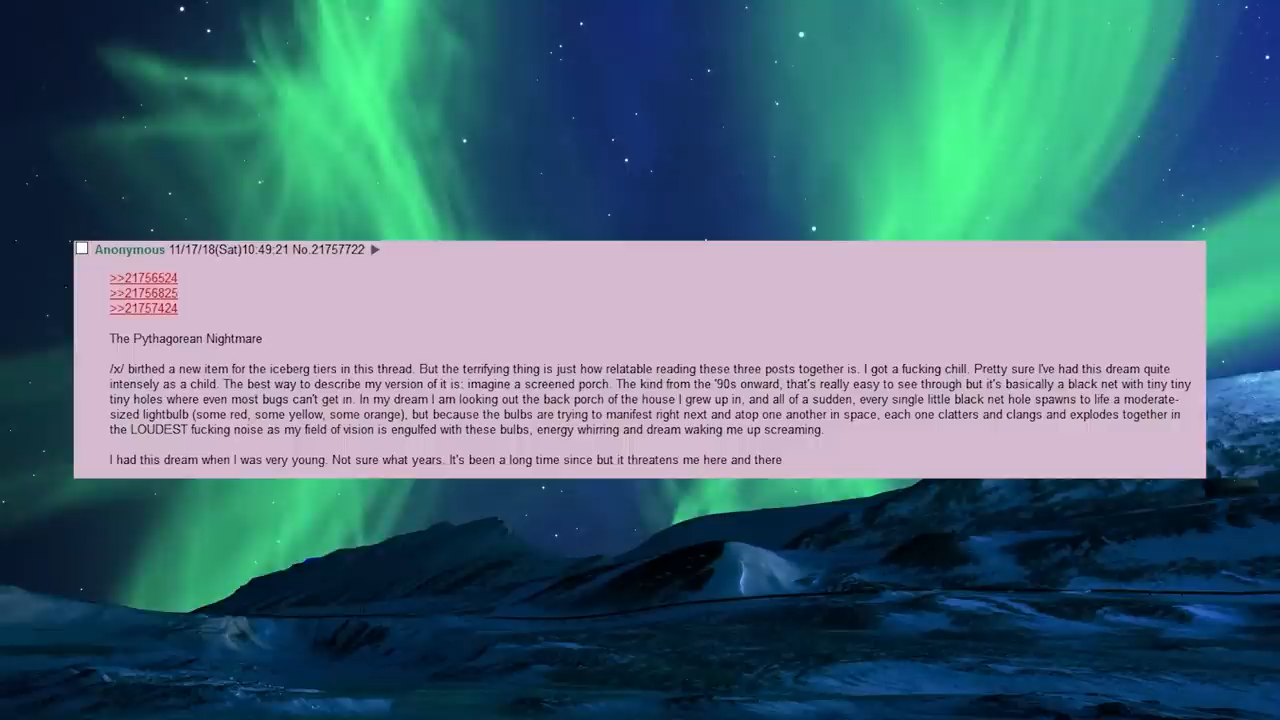 Anonymous 11/17/18(Sat)10:49:21 No.21757722 ▶
>>21756524
>>21756825
>>21757424
The Pythagorean Nightmare
/x/ birthed a new item for the iceberg tiers in this thread. But the terrifying thing is just how relatable reading these three posts together is. I got a fucking chill. Pretty sure I've had this dream quite
intensely as a child. The best way to describe my version of it is: imagine a screened porch. The kind from the '90s onward, that's really easy to see through but it's basically a black net with tiny tiny
tiny holes where even most bugs can't get in. In my dream I am looking out the back porch of the house I grew up in, and all of a sudden, every single little black net hole spawns to life a moderate-
sized lightbulb (some red, some yellow, some orange), but because the bulbs are trying to manifest right next and atop one another in space, each one clatters and clangs and explodes together in
the LOUDEST fucking noise as my field of vision is engulfed with these bulbs, energy whirring and dream waking me up screaming.
I had this dream when I was very young. Not sure what years. It's been a long time since but it threatens me here and there